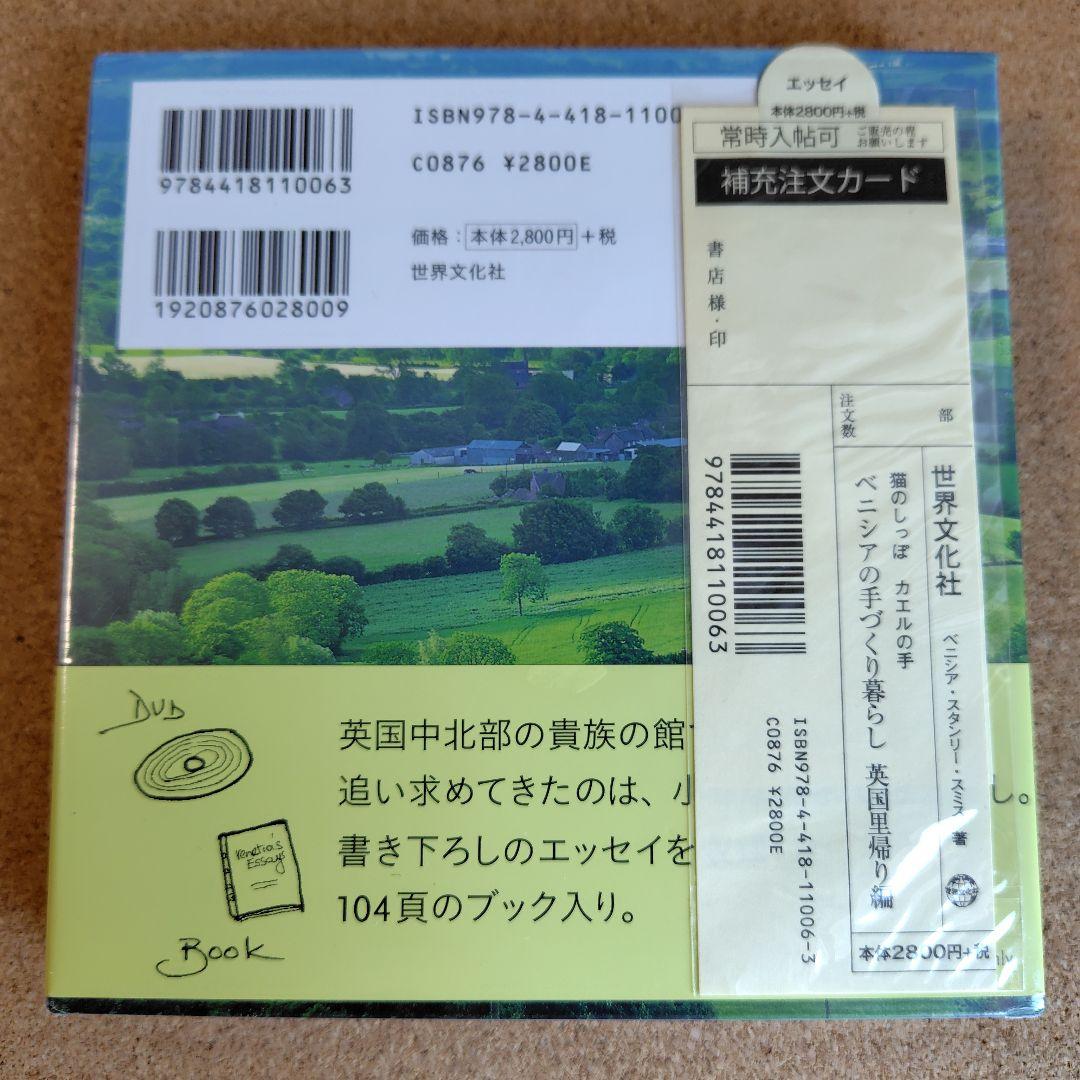 ISBN978-4-418-1100
C0876 ¥2800E
9784418110063
価格：本体2,800円＋税
世界文化社
1920876028009
エッセイ
本体2800円+税
常時入帖可
ご販売の程
お願いします
補充注文カード
書店様・印
注文数
部
世界文化社
ベニシア・スタンリー・スミス 著
猫のしっぽ カエルの手
ベニシアの手づくり暮らし 英国里帰り編
本体2800円+税
9784418110063
ISBN978-4-418-11006-3
C0876 ¥2800E
DVD
英国中北部の貴族の館
追い求めてきたのは、小
し。
Venetia's
Essays
書き下ろしのエッセイを
104頁のブック入り。
Book